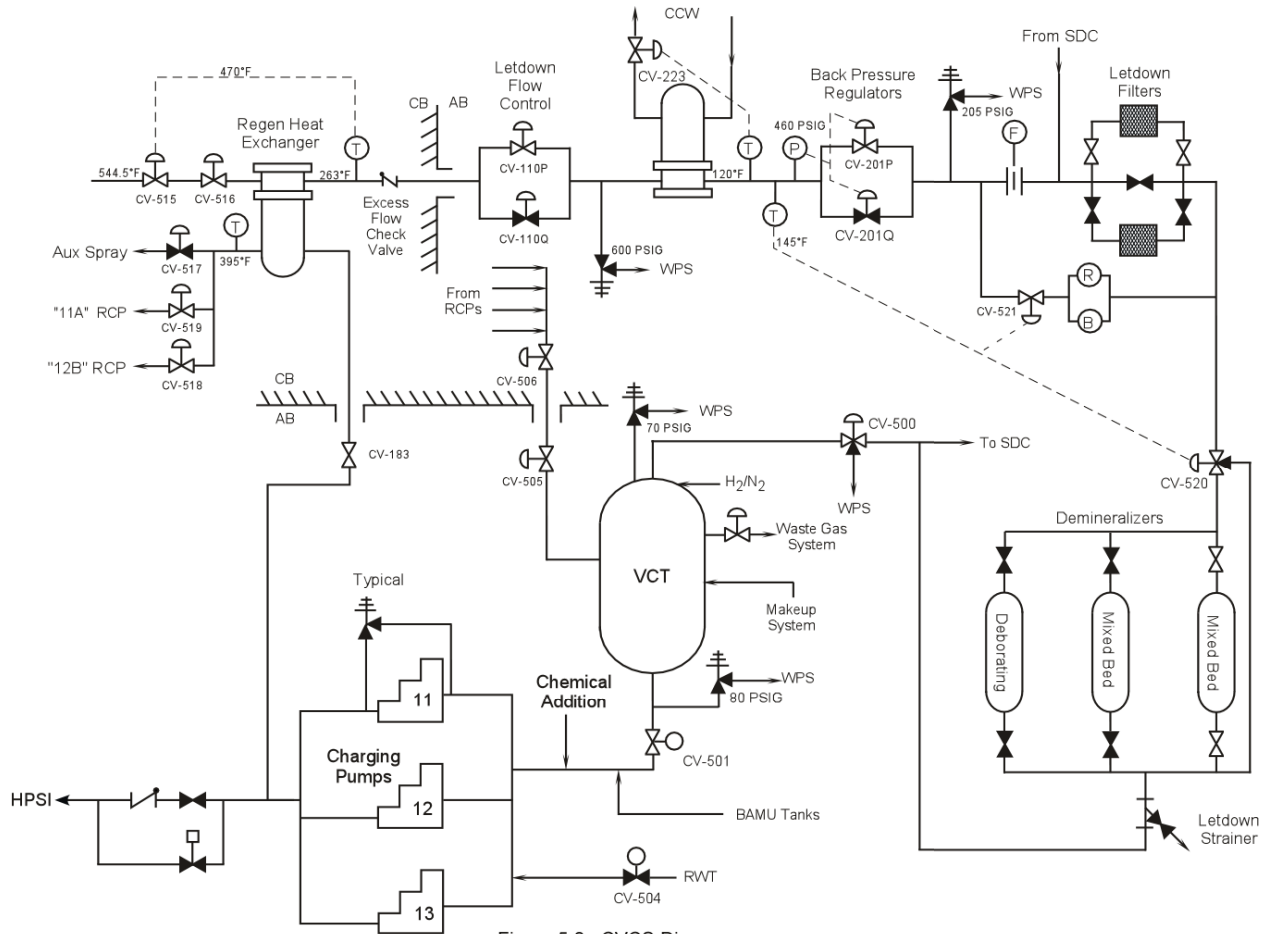 CCW
From SDC
470°F
Letdown
Flow
Control
CB
AB
CV-223
Back Pressure
Regulators
WPS
205 PSIG
Letdown
Filters
Regen Heat
Exchanger
T
T
460 PSIG
P
F
544.5°F
263°F
CV-110P
120°F
CV-201P
CV-515
CV-516
Excess
Flow
Check
Valve
T
T
Aux Spray
CV-517
395°F
CV-110Q
145°F
CV-201Q
600 PSIG
WPS
From
RCPs
R
CV-521
B
"11A" RCP
CV-519
"12B" RCP
CV-518
CB
AB
CV-506
WPS
70 PSIG
CV-500
To SDC
CV-183
CV-505
H2/N2
WPS
CV-520
Waste Gas
System
Demineralizers
VCT
Typical
Makeup
System
Deborating
Mixed Bed
Mixed Bed
11
Chemical
Addition
WPS
80 PSIG
Charging
Pumps
CV-501
HPSI
12
BAMU Tanks
Letdown
Strainer
RWT
CV-504
13